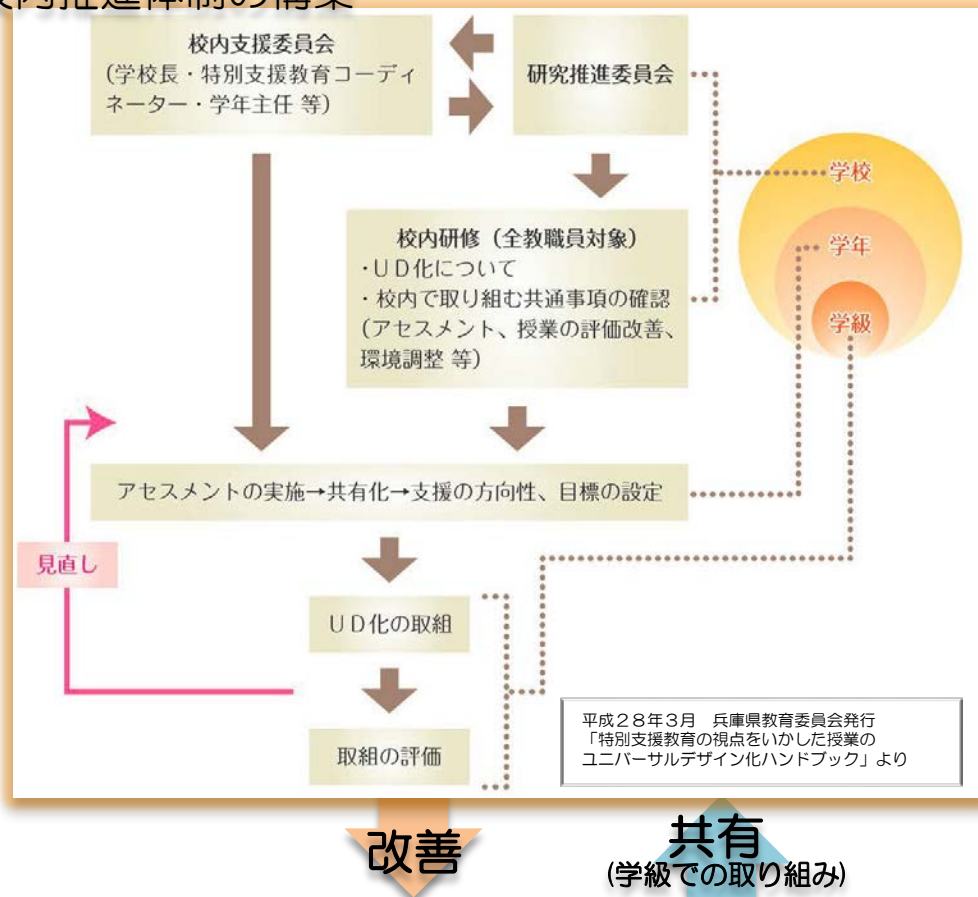 校内推進体制の構築
校内支援委員会
(学校長・特別支援教育コーディ
ネーター・学年主任 等)
研究推進委員会
学校
学年
学級
校内研修（全教職員対象）
・ＵＤ化について
・校内で取り組む共通事項の確認
(アセスメント、授業の評価改善、
環境調整 等)
アセスメントの実施→共有化→支援の方向性、目標の設定
見直し
ＵＤ化の取組
取組の評価
平成２８年３月　兵庫県教育委員会発行
「特別支援教育の視点をいかした授業の
ユニバーサルデザイン化ハンドブック」より
改善
共有
(学級での取り組み)